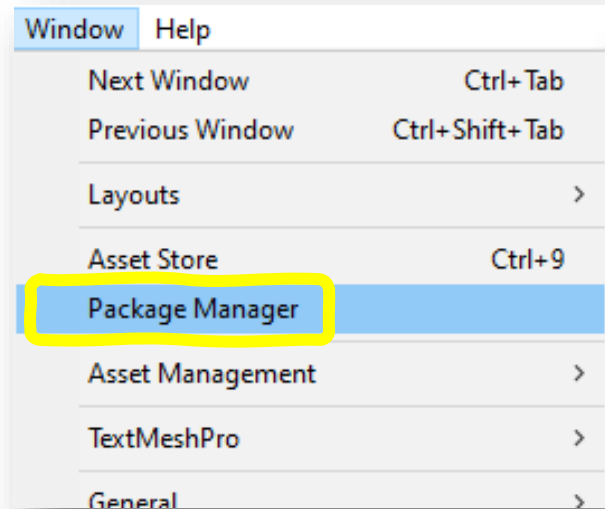 Window Help
Next Window Ctrl+Tab
Previous Window Ctrl+Shift+Tab
Layouts >
Asset Store Ctrl+9
Package Manager
Asset Management >
TextMeshPro >
General >